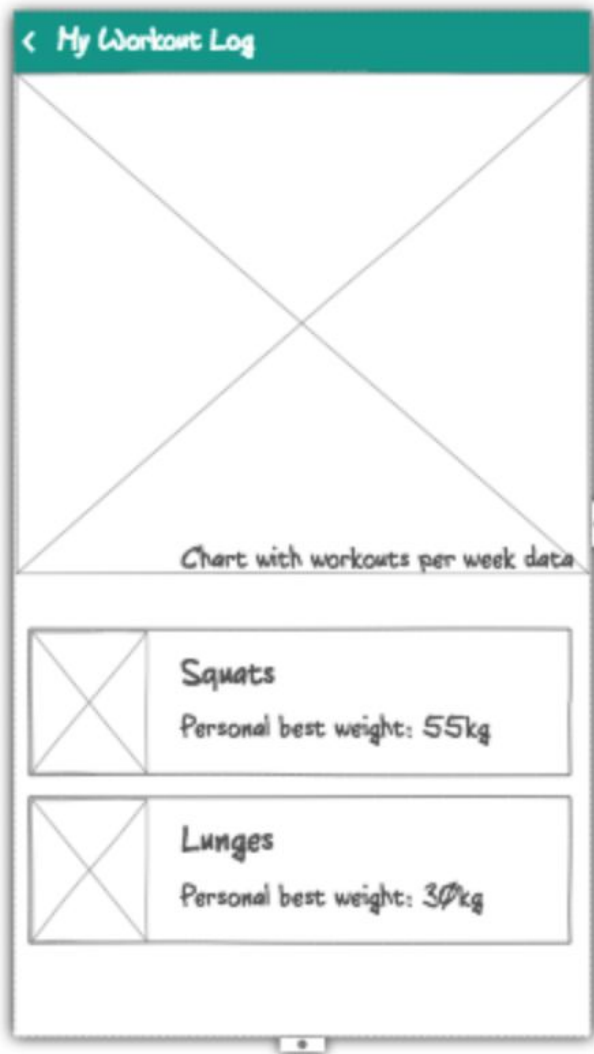 My Workout Log
Chart with workouts per week data
Squats
Personal best weight: 55kg
Lunges
Personal best weight: 30kg